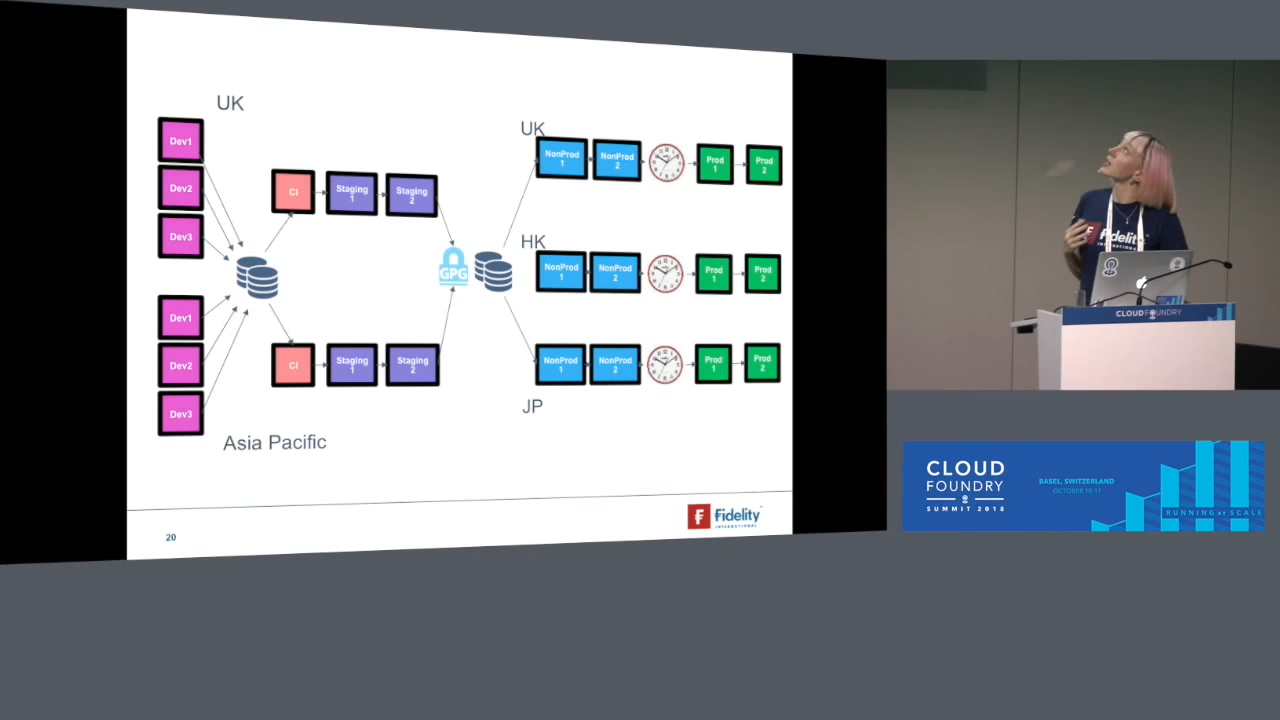 UK
Dev1
Dev2
Dev3
CI
Staging
1
Staging
2
Dev1
Dev2
Dev3
CI
Staging
1
Staging
2
Asia Pacific
GPG
UK
NonProd
1
NonProd
2
Prod
1
Prod
2
HK
NonProd
1
NonProd
2
Prod
1
Prod
2
NonProd
1
NonProd
2
Prod
1
Prod
2
JP
20
Fidelity
INTERNATIONAL
Fidelity
CLOUD FOUNDRY
CLOUD
FOUNDRY
SUMMIT 2018
BASEL, SWITZERLAND
OCTOBER 10-11
RUNNING AT SCALE